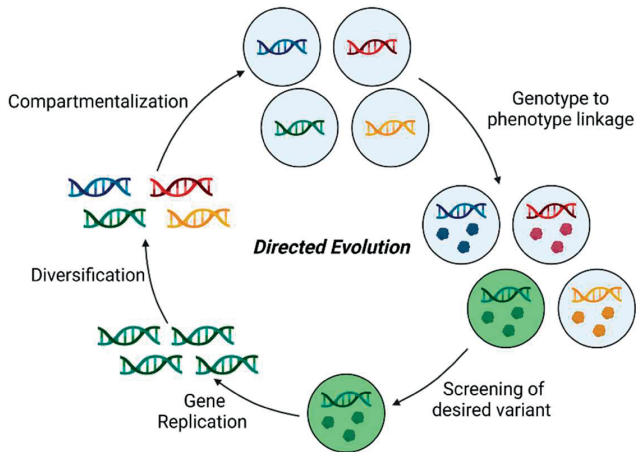 Compartmentalization
Genotype to
phenotype linkage
Directed Evolution
Diversification
Screening of
desired variant
Gene
Replication